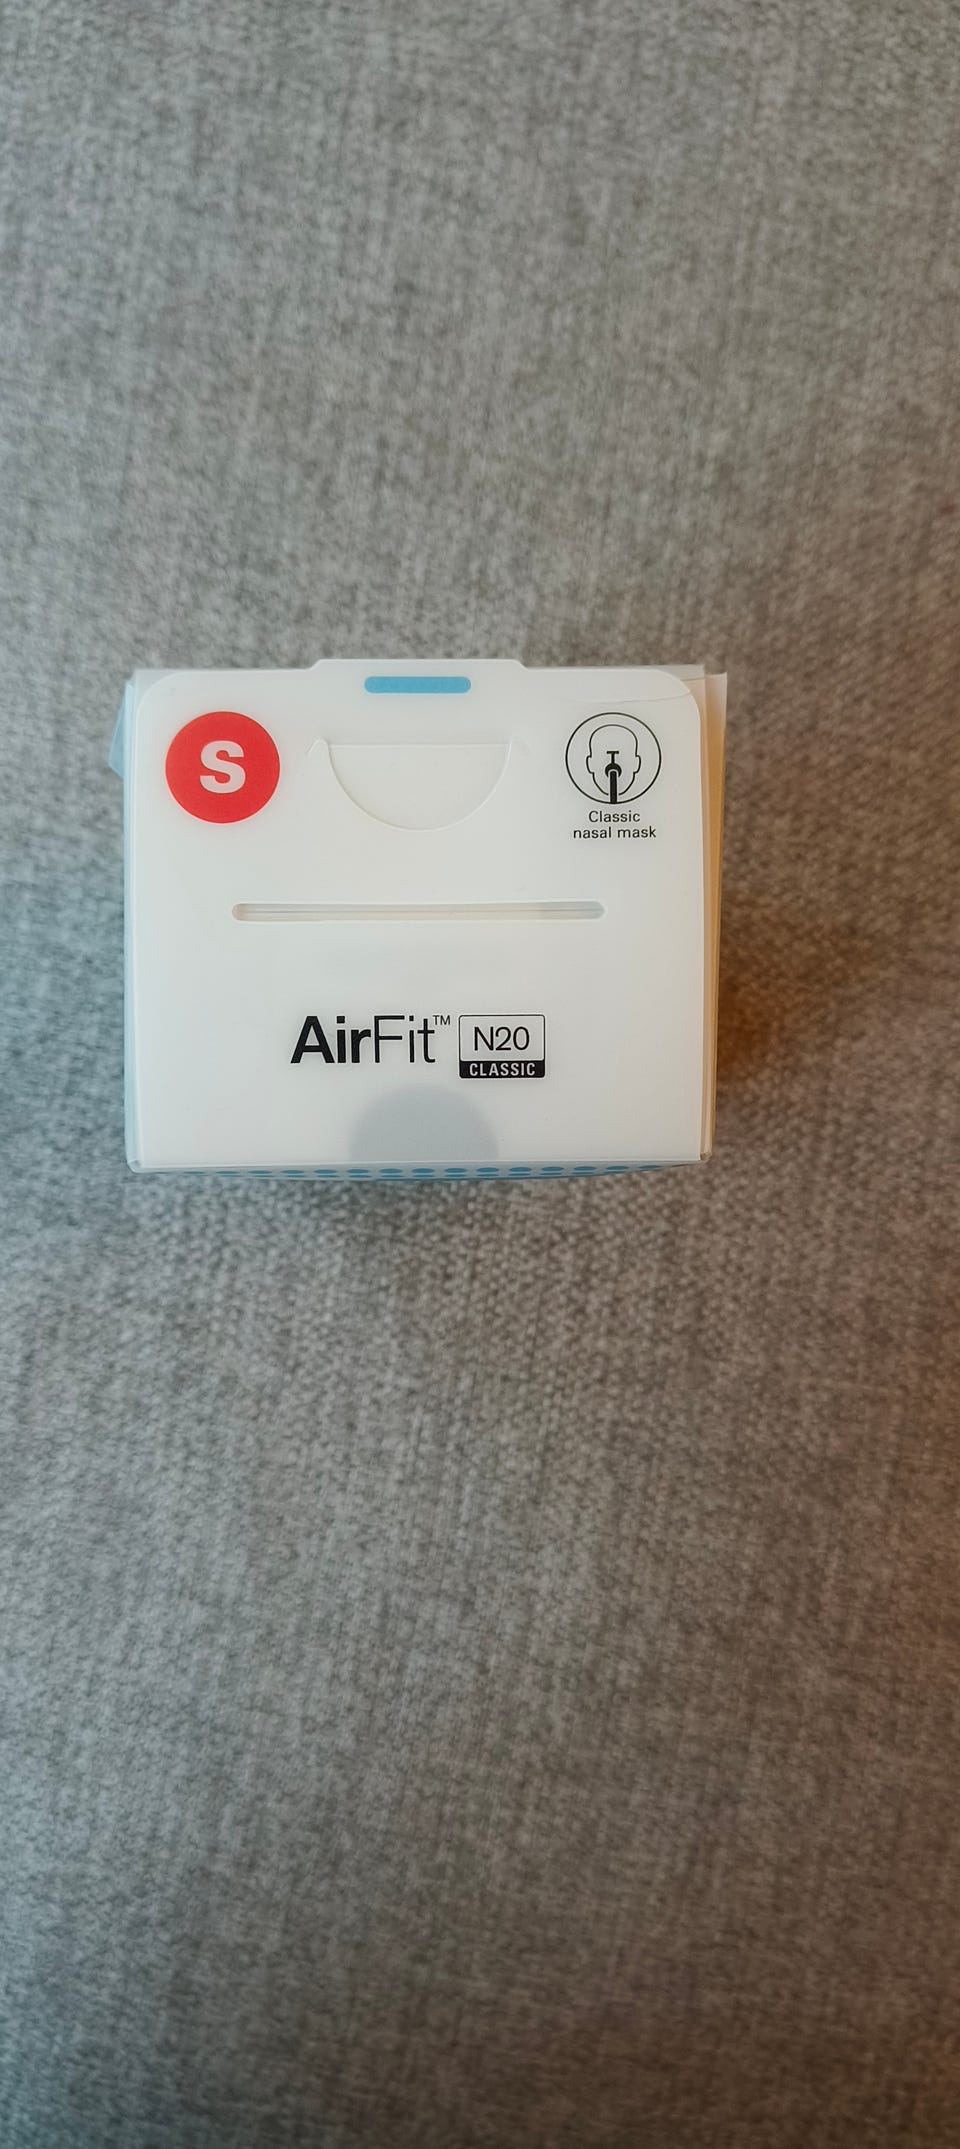 S
Classic
nasal mask
AirFit™ N20
CLASSIC